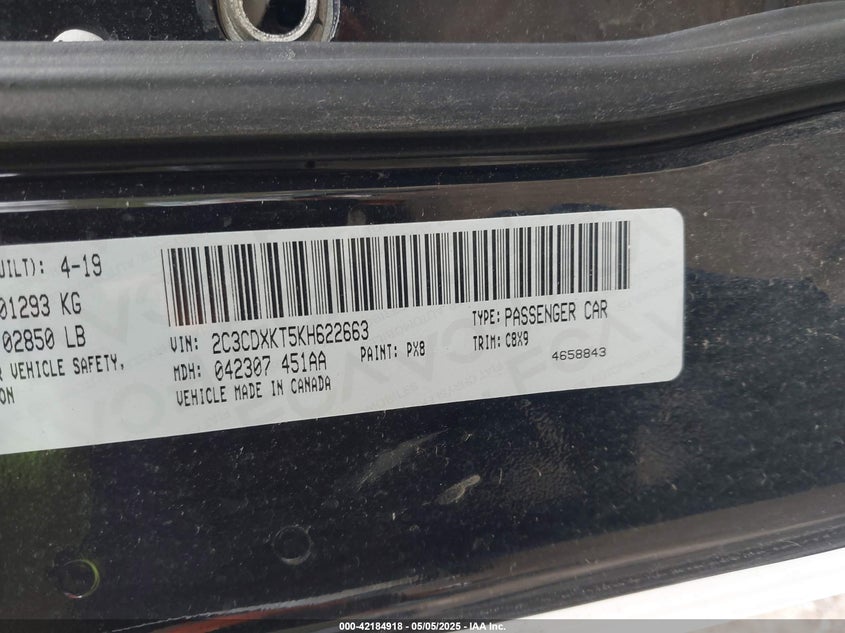 UILT): 4-19
01293 KG
02850 LB
VEHICLE SAFETY,
ON
VIN: 2C3CDXKT5KH622663
TYPE: PASSENGER CAR
MDH: 042307 451AA
PAINT: PX8
TRIM: C8X9
VEHICLE MADE IN CANADA
4658843
000-42184918 - 05/05/2025 - IAA Inc.